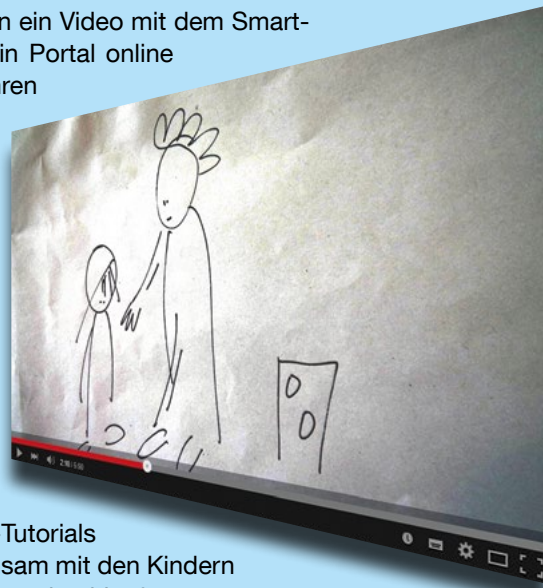 n ein Video mit dem Smart-
in Portal online
ren
Tutorials
sam mit den Kindern